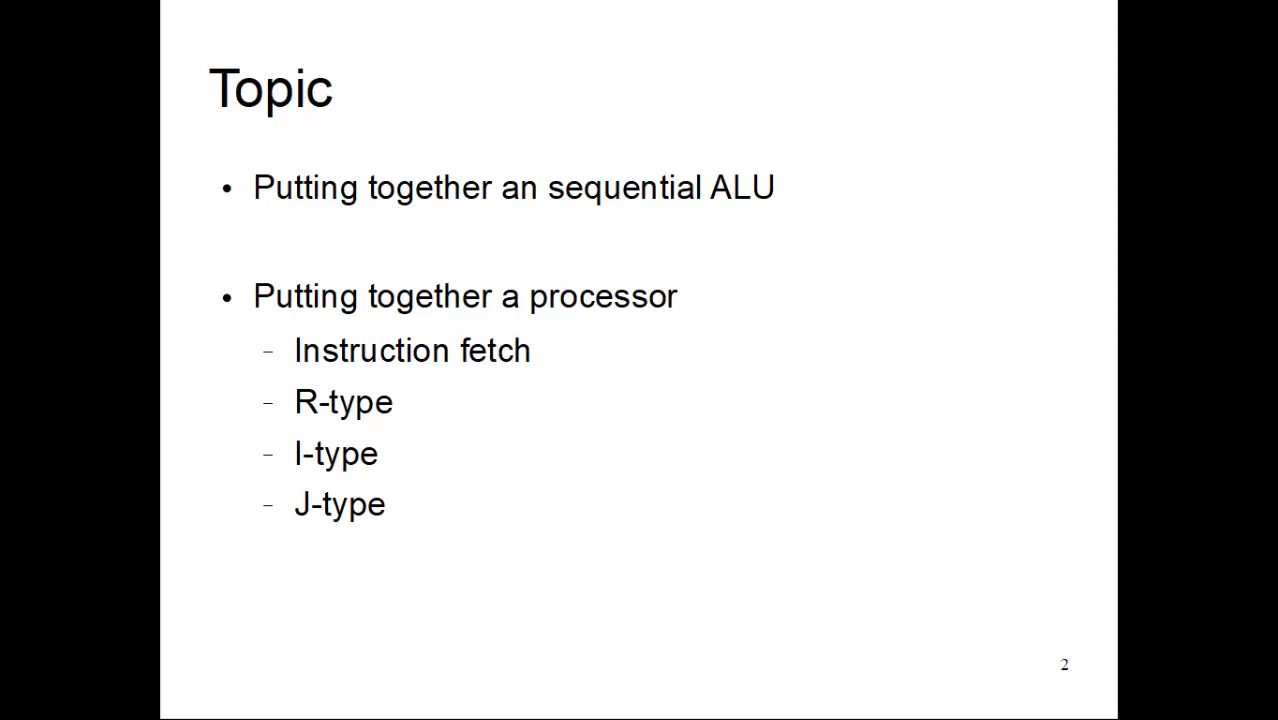 Topic
• Putting together an sequential ALU
• Putting together a processor
– Instruction fetch
– R-type
– I-type
– J-type
2